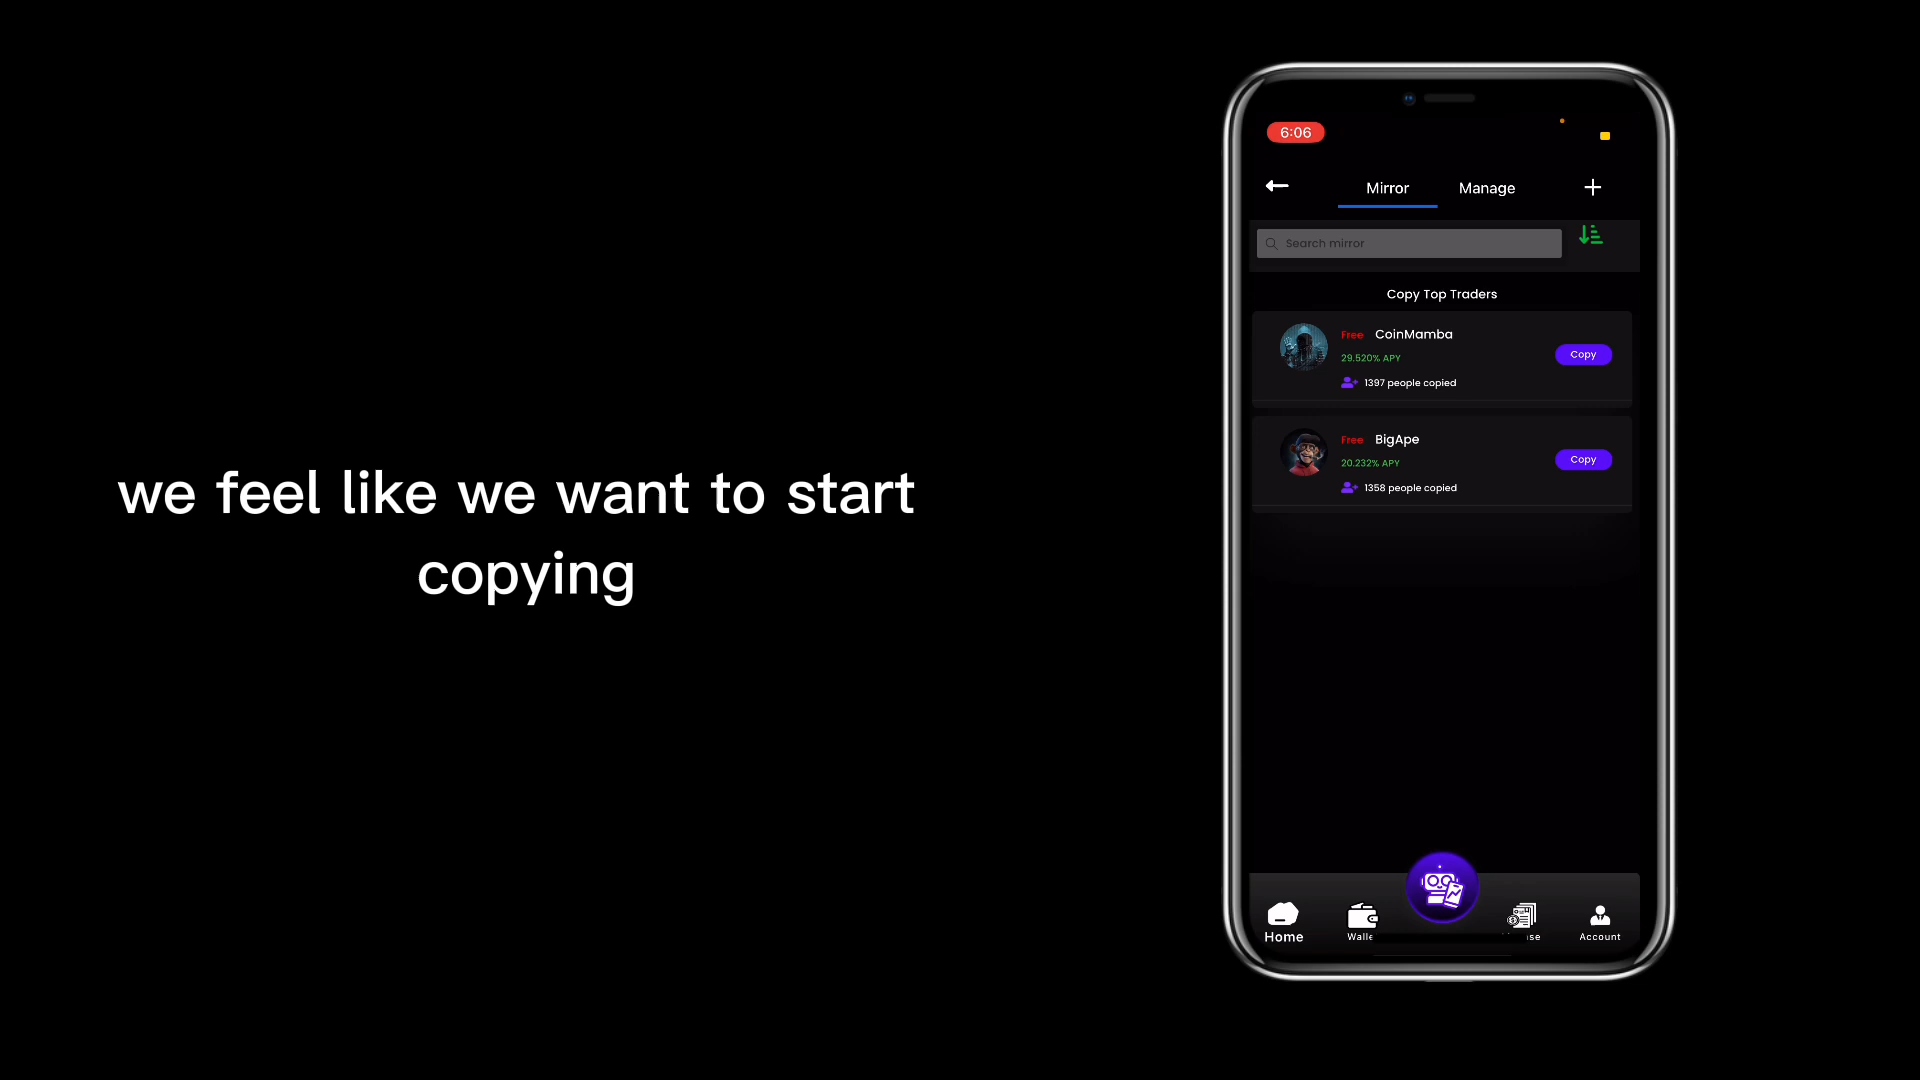 we feel like we want to start
copying
6:06
Mirror
Manage
Search mirror
Copy Top Traders
Free CoinMamba
29.520% APY
1397 people copied
Copy
Free BigApe
20.232% APY
1358 people copied
Copy
Home
Account